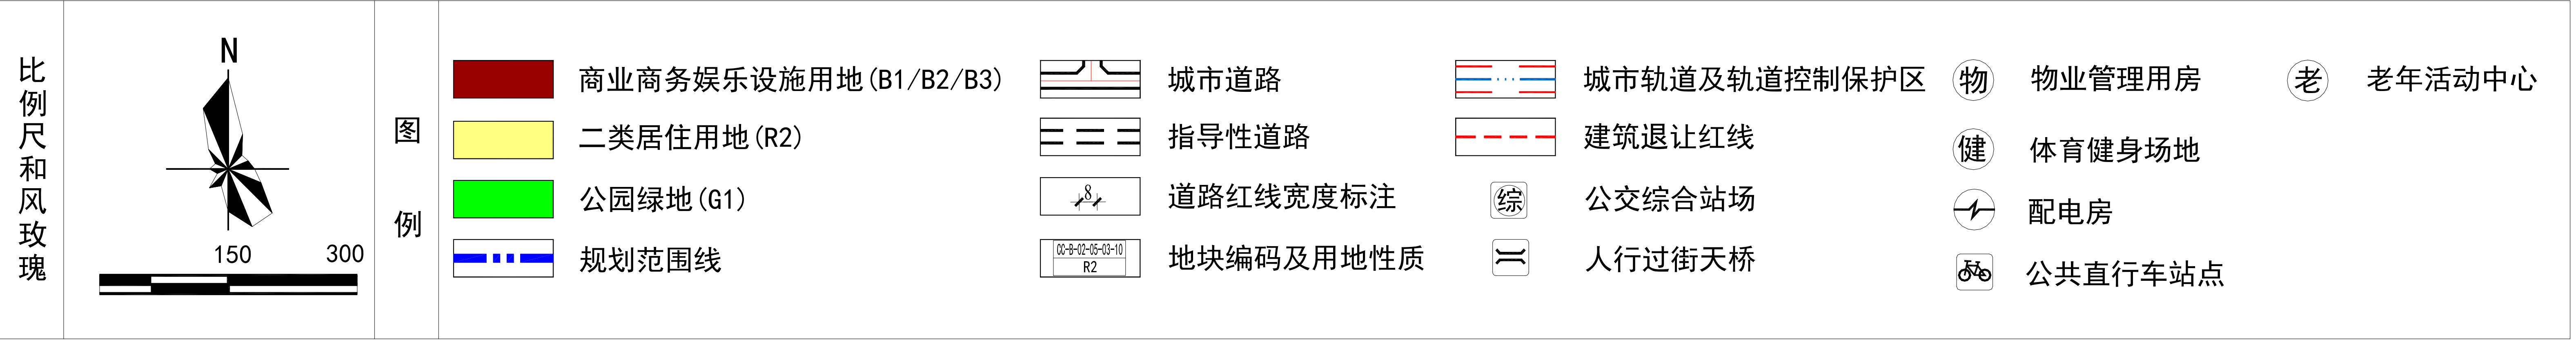 比例尺和风玫瑰
N
150 300
图例
商业商务娱乐设施用地(B1/B2/B3)
二类居住用地(R2)
公园绿地(G1)
规划范围线
城市道路
指导性道路
8
道路红线宽度标注
CC-B-02-05-03-10
R2
地块编码及用地性质
城市轨道及轨道控制保护区
建筑退让红线
综
公交综合站场
人行过街天桥
物
物业管理用房
健
体育健身场地
配电房
公共直行车站点
老
老年活动中心